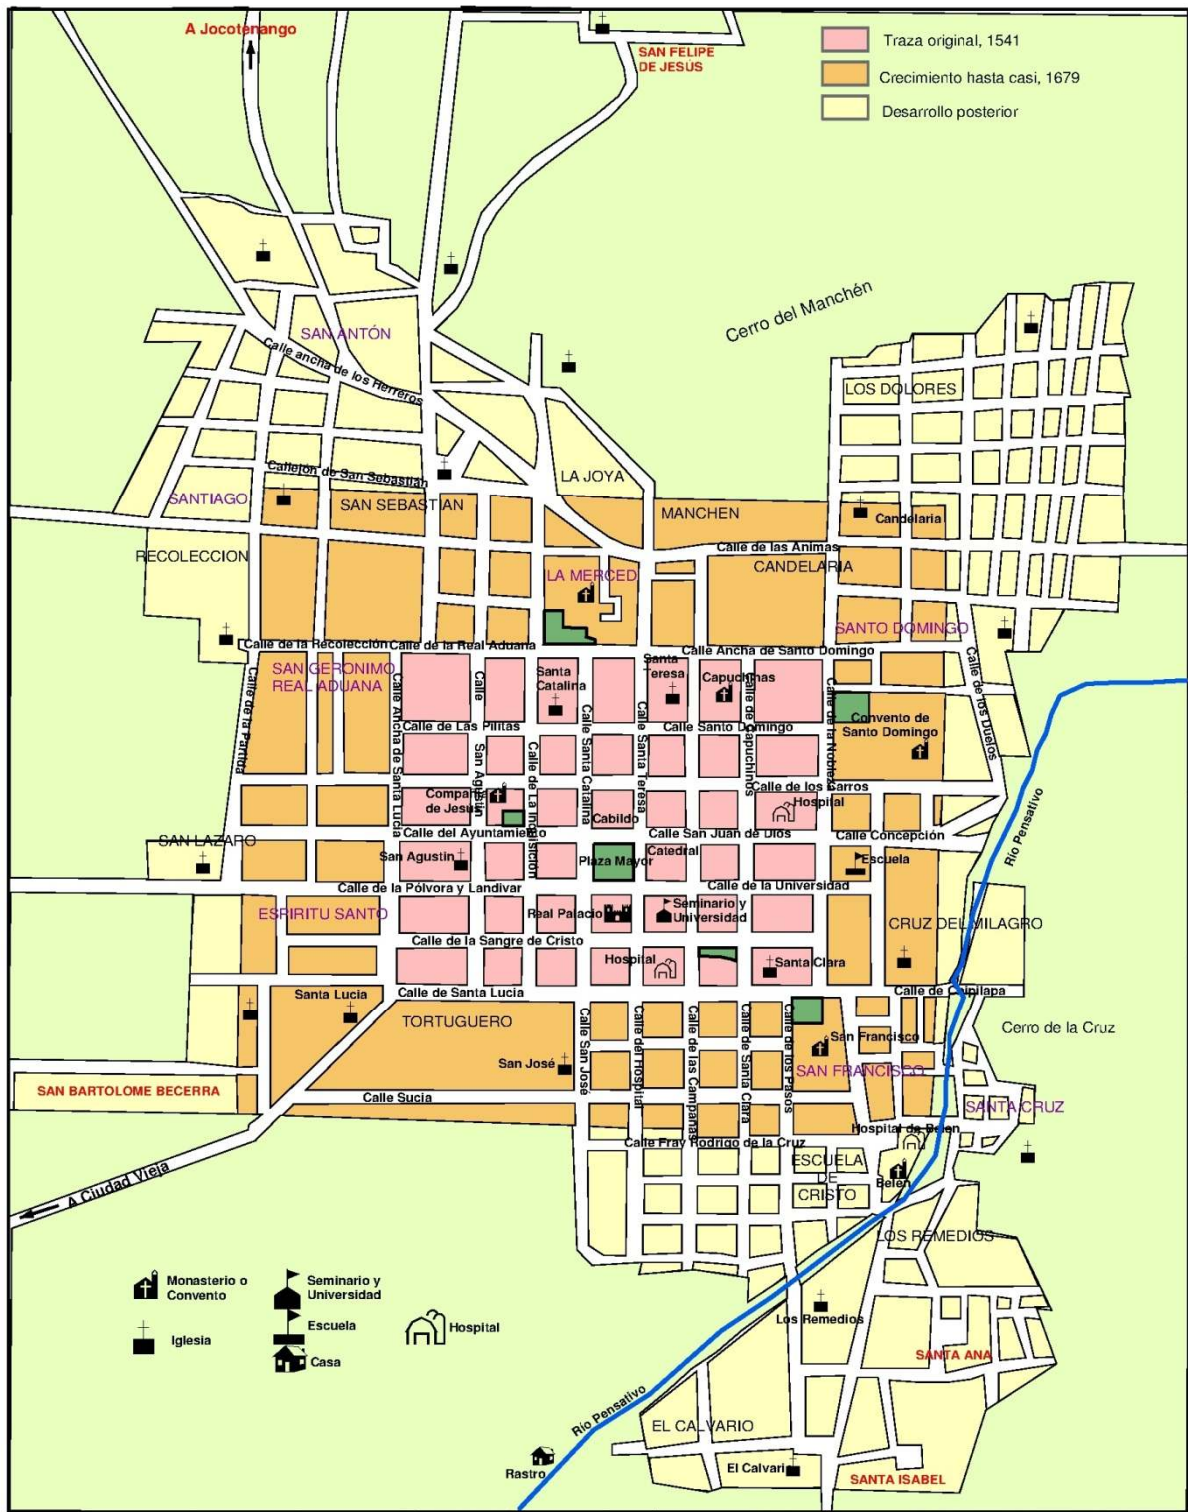 A Jocotenango
SAN FELIPE
DE JESÚS
Traza original, 1541
Crecimiento hasta casi, 1679
Desarrollo posterior
Cerro del Manchén
SAN ANTÓN
Calle ancha de los Herreros
LOS DOLORES
Callejón de San Sebastián
LA JOYA
SANTIAGO
SAN SEBASTIAN
MANCHEN
Candelaria
RECOLECCION
Calle de las Animas
CANDELARIA
LA MERCED
SANTO DOMINGO
Calle de la Recolección
Calle de la Real Aduana
Calle Ancha de Santo Domingo
SAN GERONIMO
REAL ADUANA
Santa
Catalina
Santa
Teresa
Capuchinas
Calle de los Duelos
Calle de la Partida
Calle Ancha de Santa Lucía
Calle
San Agustin
Calle de La Inquisición
Calle Santa Catalina
Calle Santa Teresa
Calle de Capuchinos
Calle de la Nobleza
Calle de Las Pilitas
Calle Santo Domingo
Convento de
Santo Domingo
Compañía
de Jesús
Calle de los Carros
Hospital
Cabildo
Río Pensativo
SAN LAZARO
Calle del Ayuntamiento
Calle San Juan de Dios
Calle Concepción
San Agustin
Plaza Mayor
Catedral
Escuela
Calle de la Pólvora y Landivar
Calle de la Universidad
ESPIRITU SANTO
Real Palacio
Seminario y
Universidad
CRUZ DEL MILAGRO
Calle de la Sangre de Cristo
Hospital
Santa Clara
Santa Lucia
Calle de Santa Lucia
Calle de Chipilapa
TORTUGUERO
Cerro de la Cruz
Calle San José
Calle del Hospital
Calle de las Campanas
Calle de Santa Clara
Calle de los Pasos
San Francisco
San José
SAN FRANCISCO
SAN BARTOLOME BECERRA
Calle Sucia
SANTA CRUZ
Calle Fray Rodrigo de la Cruz
Hospital de Belen
A Ciudad Vieja
ESCUELA
DE
CRISTO
Belén
LOS REMEDIOS
Monasterio o
Convento
Seminario y
Universidad
Iglesia
Escuela
Hospital
Casa
Los Remedios
SANTA ANA
Río Pensativo
EL CALVARIO
Rastro
El Calvari
SANTA ISABEL